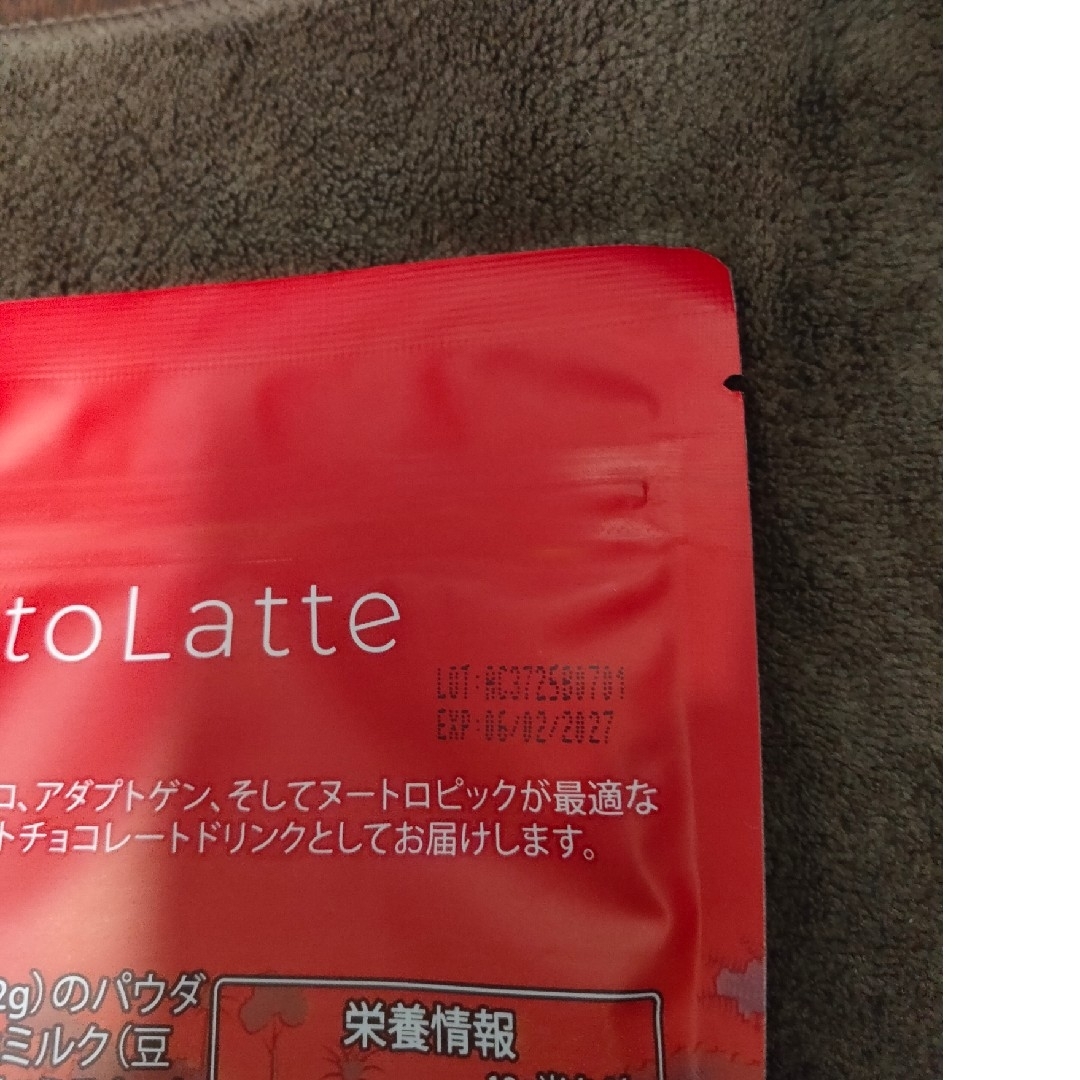 toLatte
LOT:AC3725B0701
EXP:06/02/2027
コ、アダプトゲン、そしてヌートロピックが最適な
トチョコレートドリンクとしてお届けします。
2g)のパウダ
ミルク(豆
栄養情報